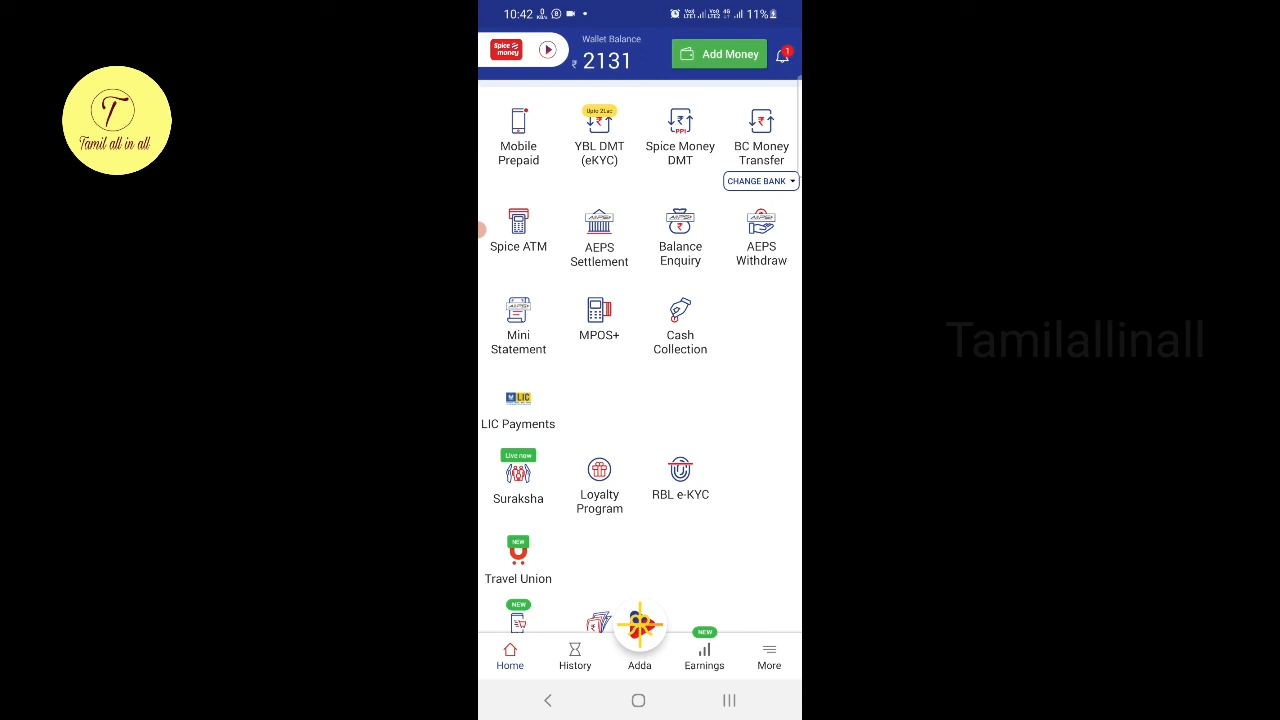 10:42
11%
Spice money
Wallet Balance
₹ 2131
Add Money
1
T
Tamil all in all
Mobile Prepaid
Upto 2Lac
YBL DMT (eKYC)
PPI
Spice Money DMT
BC Money Transfer
CHANGE BANK
Spice ATM
AEPS Settlement
Balance Enquiry
AEPS Withdraw
Tamilallinall
Mini Statement
MPOS+
Cash Collection
LIC
LIC Payments
Live now
Suraksha
Loyalty Program
RBL e-KYC
NEW
Travel Union
NEW
NEW
Home
History
Adda
Earnings
More